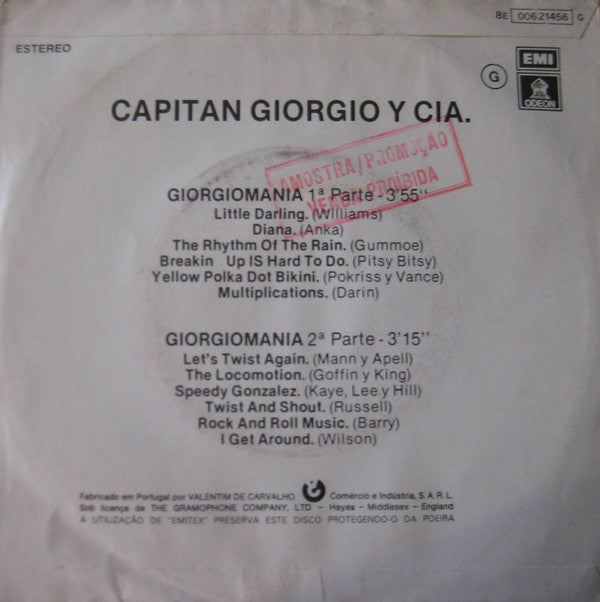 8E 00621456 G
ESTEREO
EMI
G
ODEON
CAPITAN GIORGIO Y CIA.
AMOSTRA/PROMOÇÃO
VENDA PROIBIDA
GIORGIOMANIA 1ª Parte - 3'55''
Little Darling. (Williams)
Diana. (Anka)
The Rhythm Of The Rain. (Gummoe)
Breakin Up IS Hard To Do. (Pitsy Bitsy)
Yellow Polka Dot Bikini. (Pokriss y Vance)
Multiplications. (Darin)
GIORGIOMANIA 2ª Parte - 3'15''
Let's Twist Again. (Mann y Apell)
The Locomotion. (Goffin y King)
Speedy Gonzalez. (Kaye, Lee y Hill)
Twist And Shout. (Russell)
Rock And Roll Music. (Barry)
I Get Around. (Wilson)
Fabricado em Portugal por VALENTIM DE CARVALHO Comércio e Indústria, S. A. R. L.
Sob licença de THE GRAMOPHONE COMPANY, LTD – Hayes – Middlesex – England
A UTILIZAÇÃO DE "EMITEX" PRESERVA ESTE DISCO PROTEGENDO-O DA POEIRA